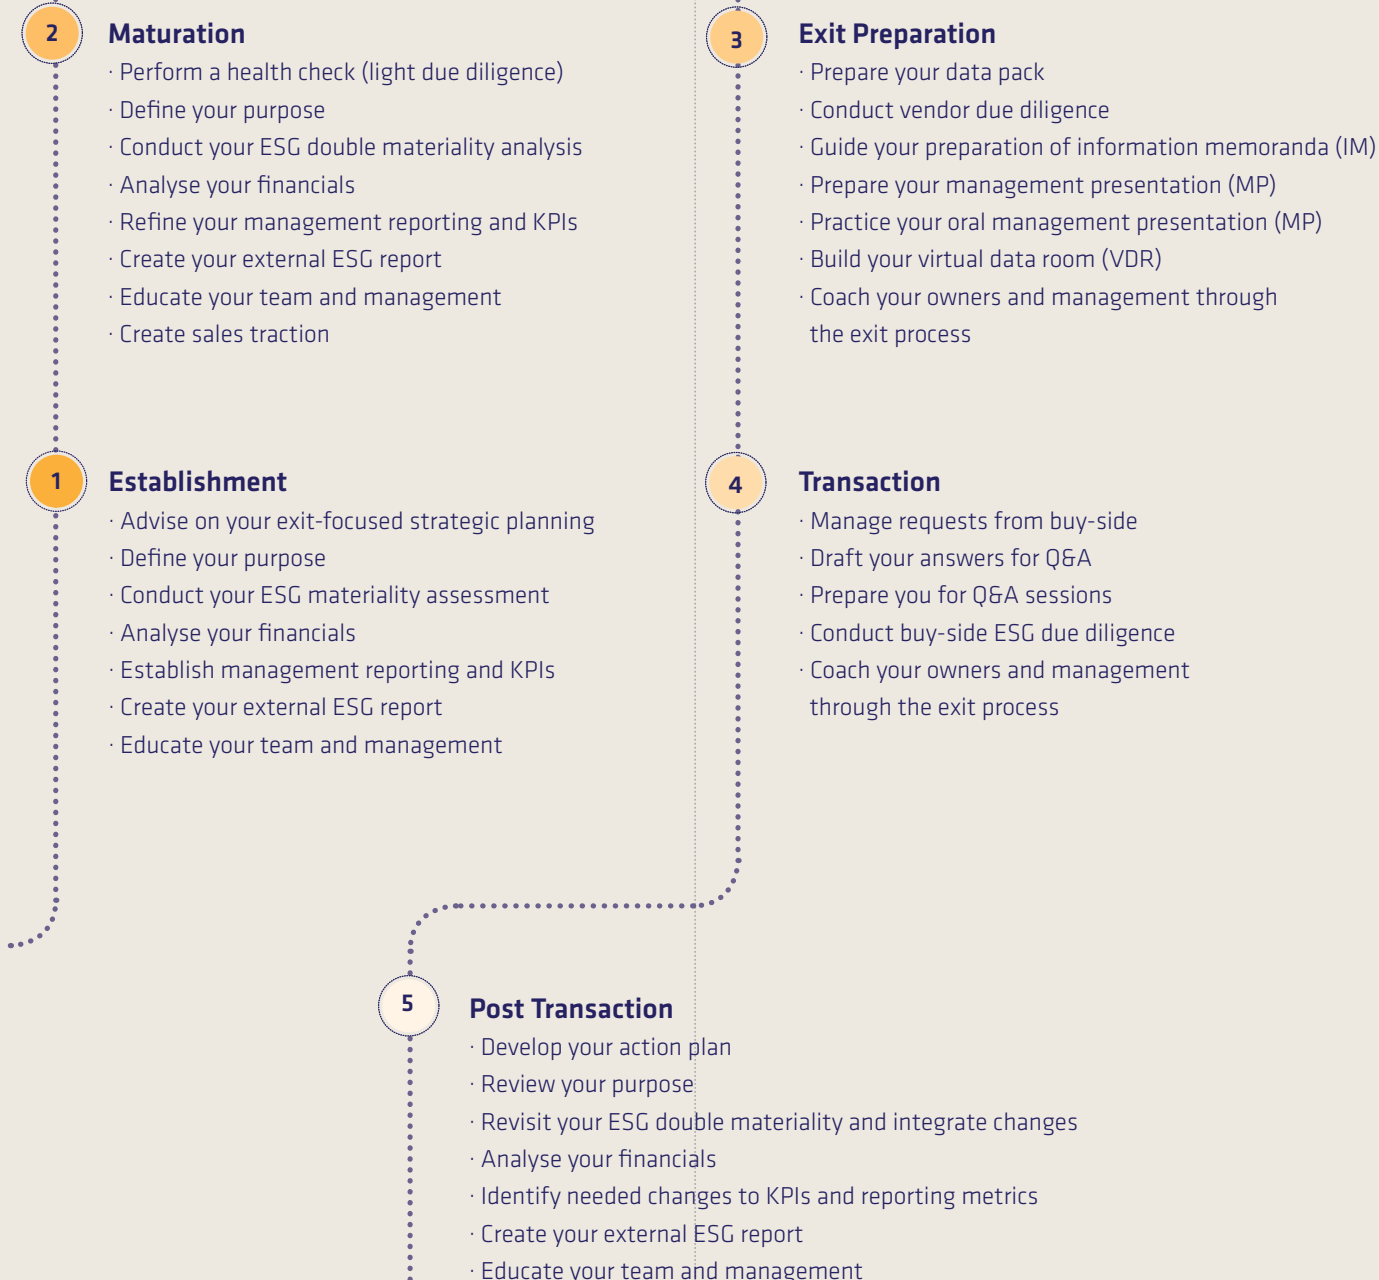 2
Maturation
· Perform a health check (light due diligence)
· Define your purpose
· Conduct your ESG double materiality analysis
· Analyse your financials
· Refine your management reporting and KPIs
· Create your external ESG report
· Educate your team and management
· Create sales traction
1
Establishment
· Advise on your exit-focused strategic planning
· Define your purpose
· Conduct your ESG materiality assessment
· Analyse your financials
· Establish management reporting and KPIs
· Create your external ESG report
· Educate your team and management
3
Exit Preparation
· Prepare your data pack
· Conduct vendor due diligence
· Guide your preparation of information memoranda (IM)
· Prepare your management presentation (MP)
· Practice your oral management presentation (MP)
· Build your virtual data room (VDR)
· Coach your owners and management through
the exit process
4
Transaction
· Manage requests from buy-side
· Draft your answers for Q&A
· Prepare you for Q&A sessions
· Conduct buy-side ESG due diligence
· Coach your owners and management
through the exit process
5
Post Transaction
· Develop your action plan
· Review your purpose
· Revisit your ESG double materiality and integrate changes
· Analyse your financials
· Identify needed changes to KPIs and reporting metrics
· Create your external ESG report
· Educate your team and management